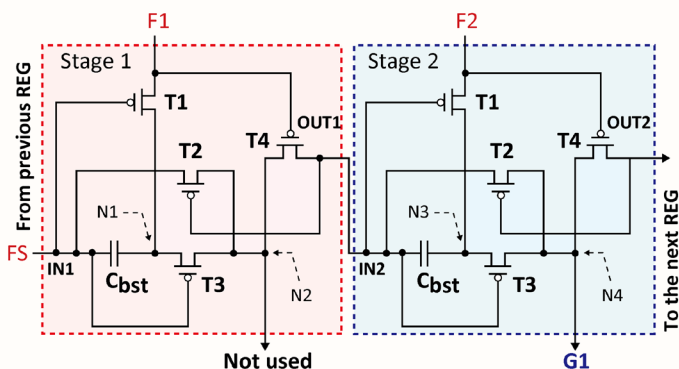 F1
F2
Stage 1
Stage 2
From previous REG
T1
T1
OUT1
OUT2
T4
T4
T2
T2
N1
N3
FS
IN1
IN2
Cbst
Cbst
T3
T3
N2
N4
Not used
G1
To the next REG